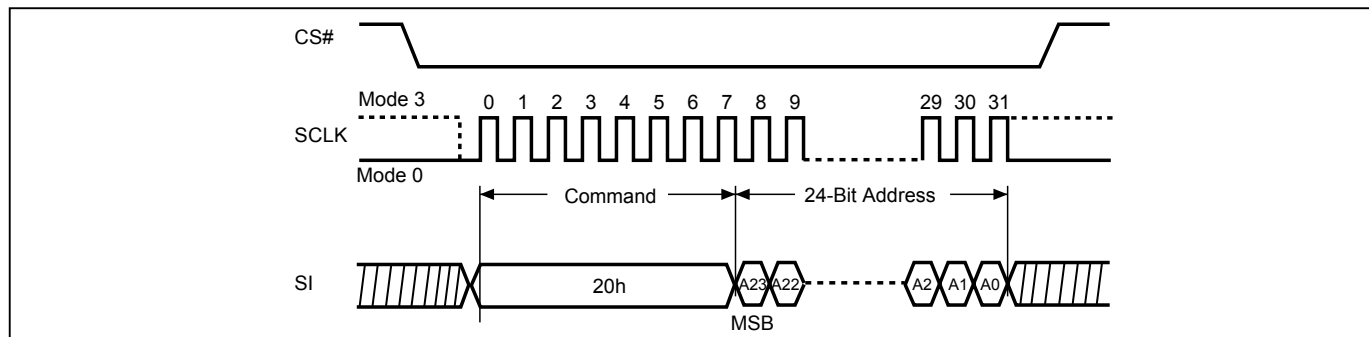 CS#
Mode 3
0 1 2 3 4 5 6 7 8 9 29 30 31
SCLK
Mode 0
Command
24-Bit Address
SI
20h
A23 A22 A2 A1 A0
MSB